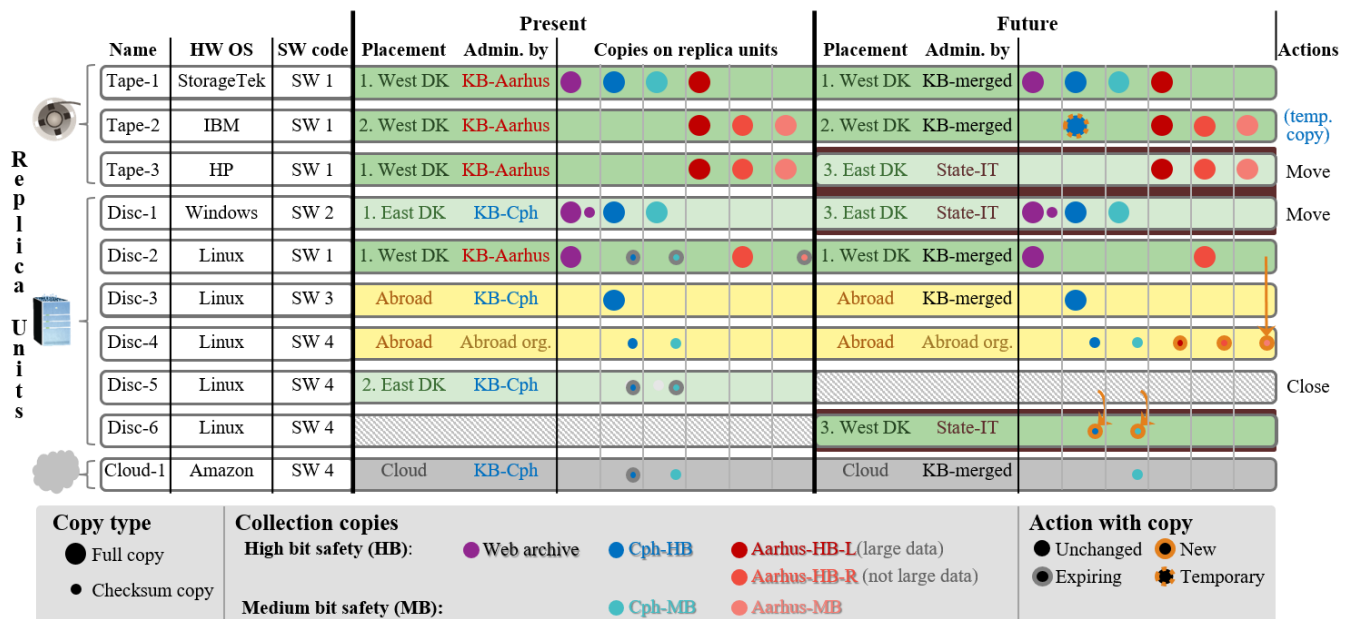 Present Future
Name HW OS SW code Placement Admin. by Copies on replica units Placement Admin. by Actions
Replica Units
Tape-1 StorageTek SW 1 1. West DK KB-Aarhus 1. West DK KB-merged
Tape-2 IBM SW 1 2. West DK KB-Aarhus 2. West DK KB-merged (temp. copy)
Tape-3 HP SW 1 1. West DK KB-Aarhus 3. East DK State-IT Move
Disc-1 Windows SW 2 1. East DK KB-Cph 3. East DK State-IT Move
Disc-2 Linux SW 1 1. West DK KB-Aarhus 1. West DK KB-merged
Disc-3 Linux SW 3 Abroad KB-Cph Abroad KB-merged
Disc-4 Linux SW 4 Abroad Abroad org. Abroad Abroad org.
Disc-5 Linux SW 4 2. East DK KB-Cph Close
Disc-6 Linux SW 4 3. West DK State-IT
Cloud-1 Amazon SW 4 Cloud KB-Cph Cloud KB-merged
Copy type
Full copy
Checksum copy
Collection copies
High bit safety (HB): Web archive Cph-HB Aarhus-HB-L (large data)
Aarhus-HB-R (not large data)
Medium bit safety (MB): Cph-MB Aarhus-MB
Action with copy
Unchanged New
Expiring Temporary